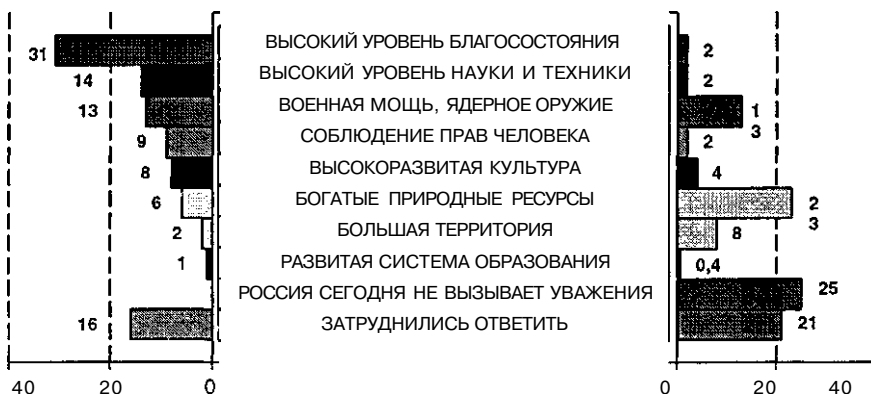 31 ВЫСОКИЙ УРОВЕНЬ БЛАГОСОСТОЯНИЯ 2
14 ВЫСОКИЙ УРОВЕНЬ НАУКИ И ТЕХНИКИ 2
13 ВОЕННАЯ МОЩЬ, ЯДЕРНОЕ ОРУЖИЕ 1
3
9 СОБЛЮДЕНИЕ ПРАВ ЧЕЛОВЕКА 2
8 ВЫСОКОРАЗВИТАЯ КУЛЬТУРА 4
6 БОГАТЫЕ ПРИРОДНЫЕ РЕСУРСЫ 2
3
2 БОЛЬШАЯ ТЕРРИТОРИЯ 8
1 РАЗВИТАЯ СИСТЕМА ОБРАЗОВАНИЯ 0,4
РОССИЯ СЕГОДНЯ НЕ ВЫЗЫВАЕТ УВАЖЕНИЯ 25
16 ЗАТРУДНИЛИСЬ ОТВЕТИТЬ 21
40 20 0 0 20 40